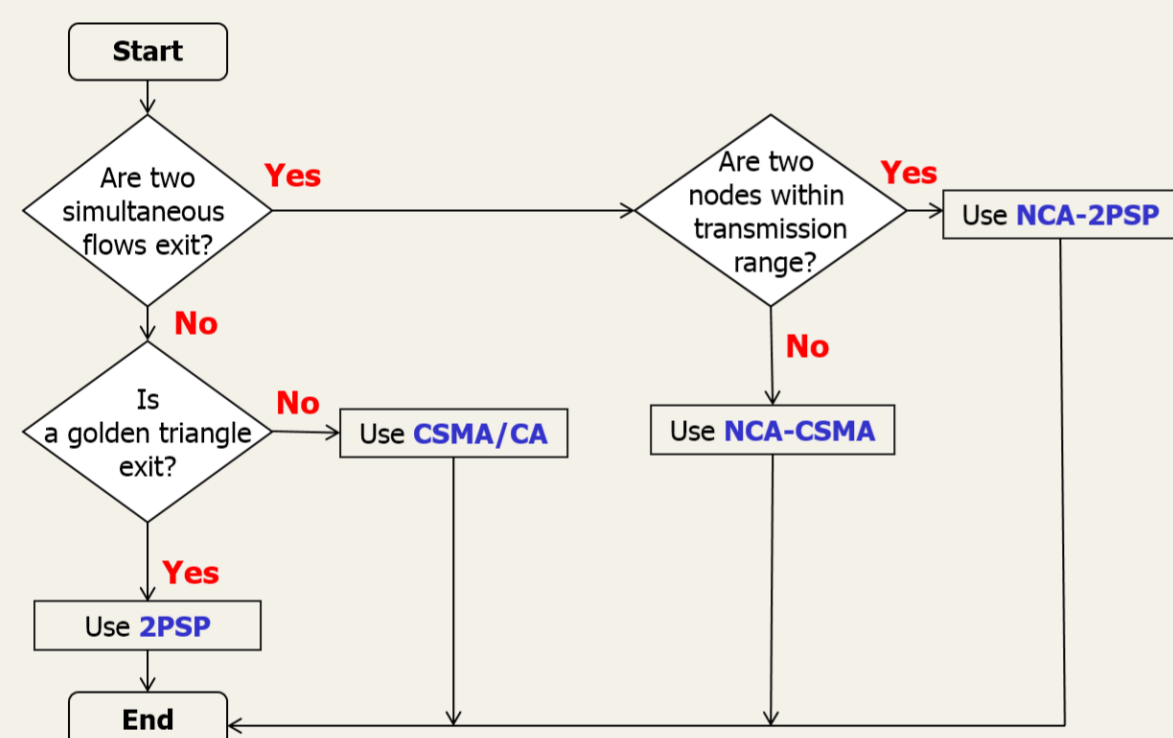 Start
Are two
simultaneous
flows exit?
Yes
Are two
nodes within
transmission
range?
Yes
Use NCA-2PSP
No
No
Is
a golden triangle
exit?
No
Use CSMA/CA
Use NCA-CSMA
Yes
Use 2PSP
End